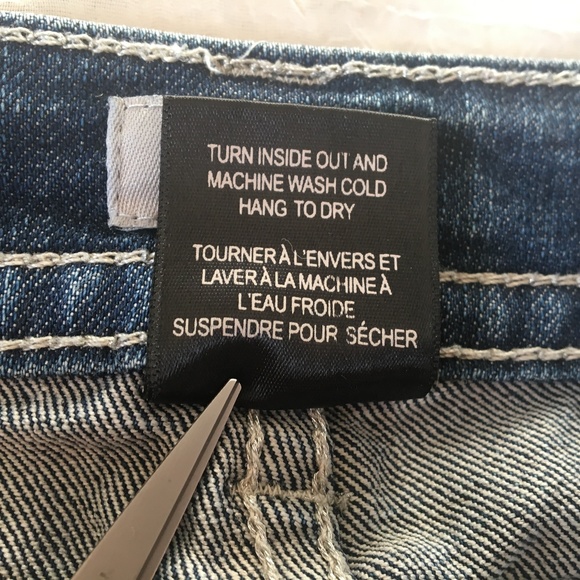 TURN INSIDE OUT AND
MACHINE WASH COLD
HANG TO DRY
TOURNER À L'ENVERS ET
LAVER À LA MACHINE À
L'EAU FROIDE
SUSPENDRE POUR SÉCHER